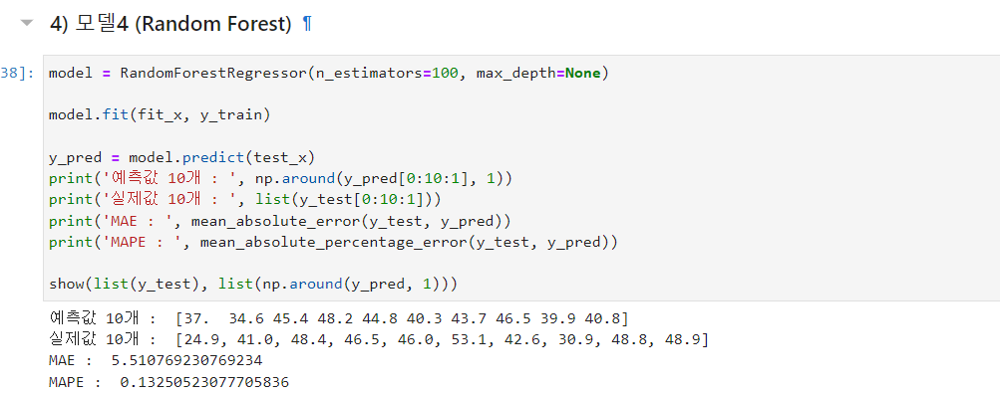 4) 모델4 (Random Forest) ¶
38]: model = RandomForestRegressor(n_estimators=100, max_depth=None)
model.fit(fit_x, y_train)
y_pred = model.predict(test_x)
print('예측값 10개 : ', np.around(y_pred[0:10:1], 1))
print('실제값 10개 : ', list(y_test[0:10:1]))
print('MAE : ', mean_absolute_error(y_test, y_pred))
print('MAPE : ', mean_absolute_percentage_error(y_test, y_pred))
show(list(y_test), list(np.around(y_pred, 1)))
예측값 10개 :  [37.  34.6 45.4 48.2 44.8 40.3 43.7 46.5 39.9 40.8]
실제값 10개 :  [24.9, 41.0, 48.4, 46.5, 46.0, 53.1, 42.6, 30.9, 48.8, 48.9]
MAE :  5.510769230769234
MAPE :  0.13250523077705836